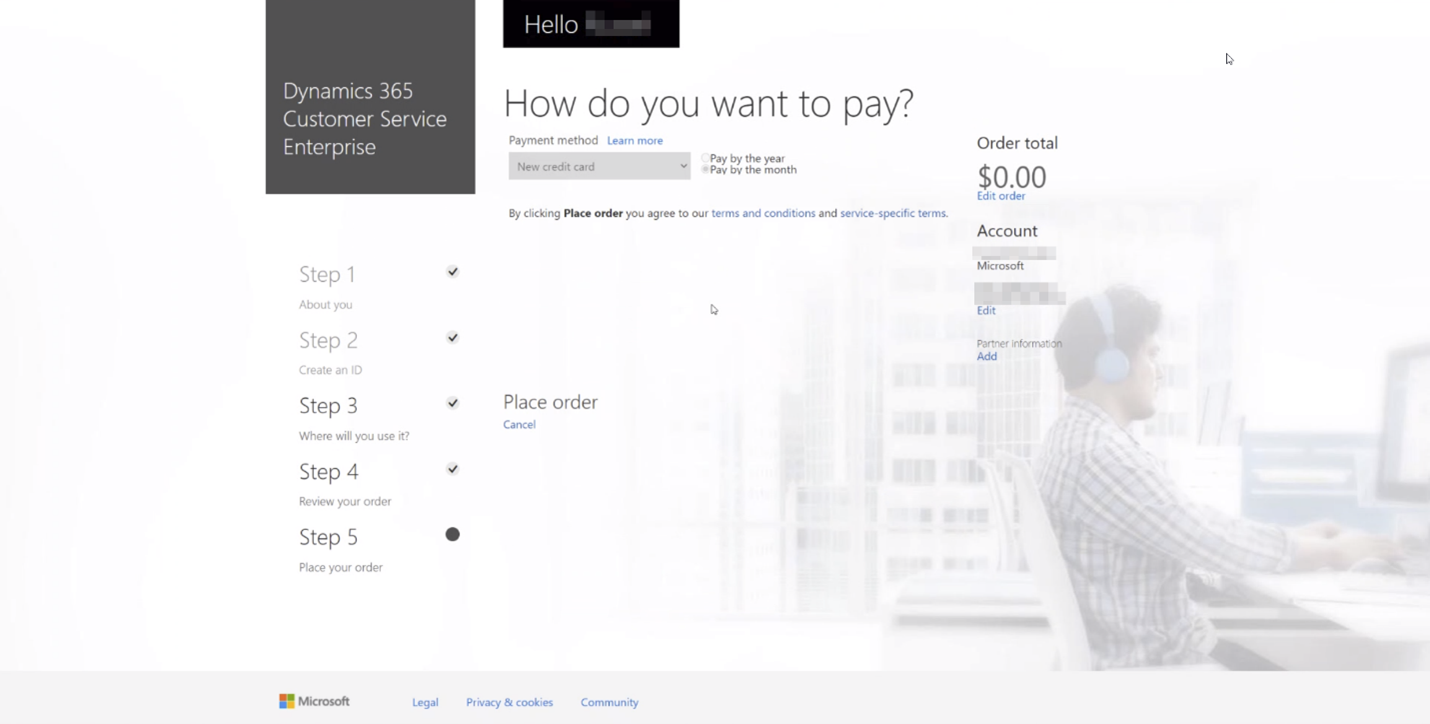 Dynamics 365
Customer Service
Enterprise
Hello
How do you want to pay?
Payment method Learn more
New credit card
Pay by the year
Pay by the month
By clicking Place order you agree to our terms and conditions and service-specific terms.
Place order
Cancel
Order total
$0.00
Edit order
Account
Microsoft
Edit
Partner information
Add
Step 1
About you
Step 2
Create an ID
Step 3
Where will you use it?
Step 4
Review your order
Step 5
Place your order
Microsoft
Legal
Privacy & cookies
Community